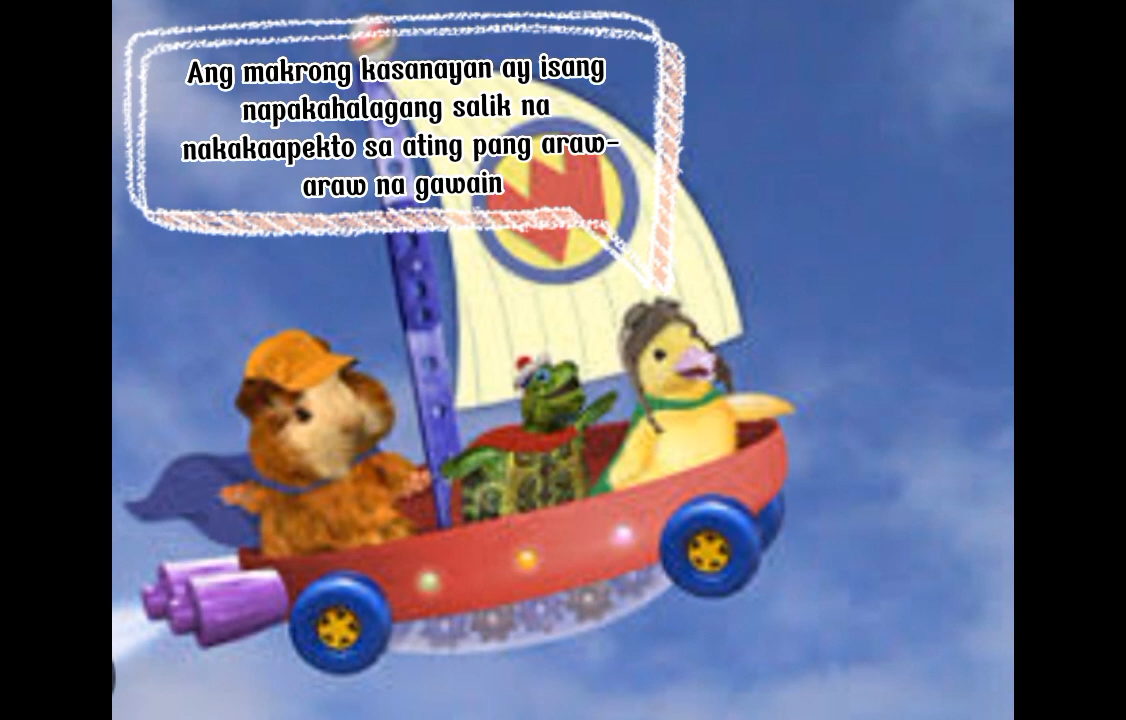 Ang makrong kasanayan ay isang
napakahalagang salik na
nakakaapekto sa ating pang araw-
araw na gawain